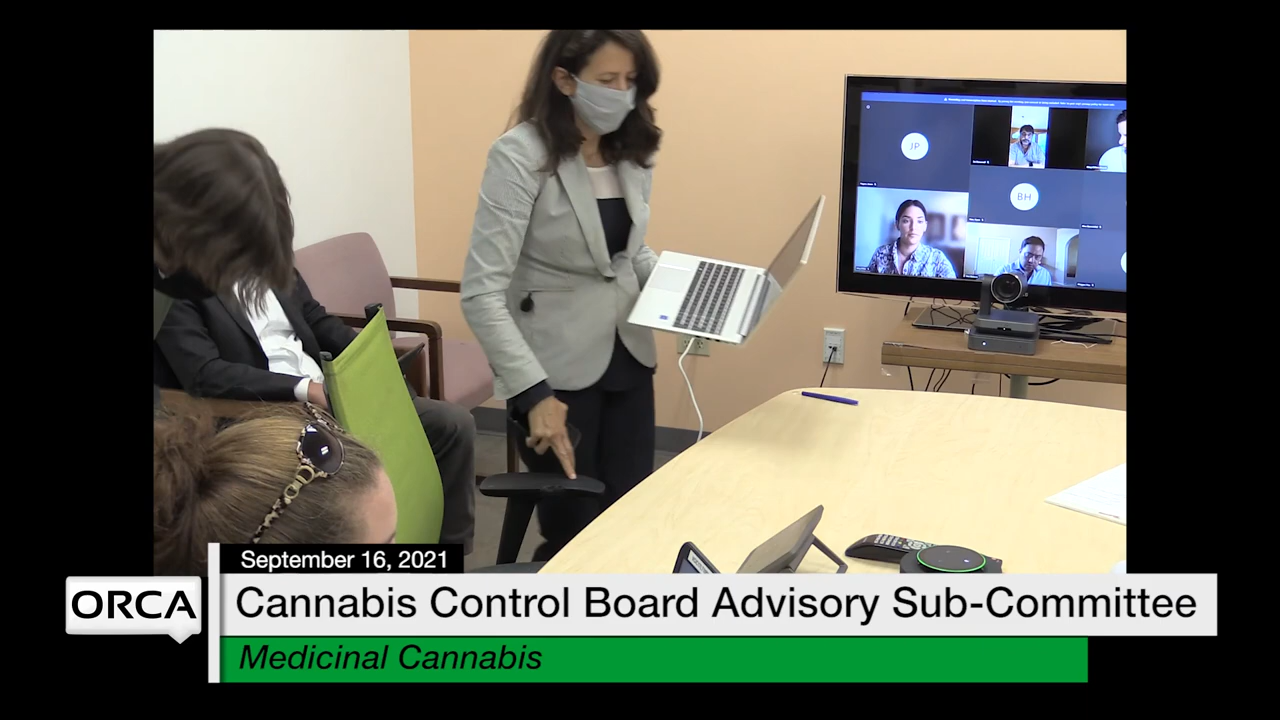 JP
BH
September 16, 2021
ORCA
Cannabis Control Board Advisory Sub-Committee
Medicinal Cannabis